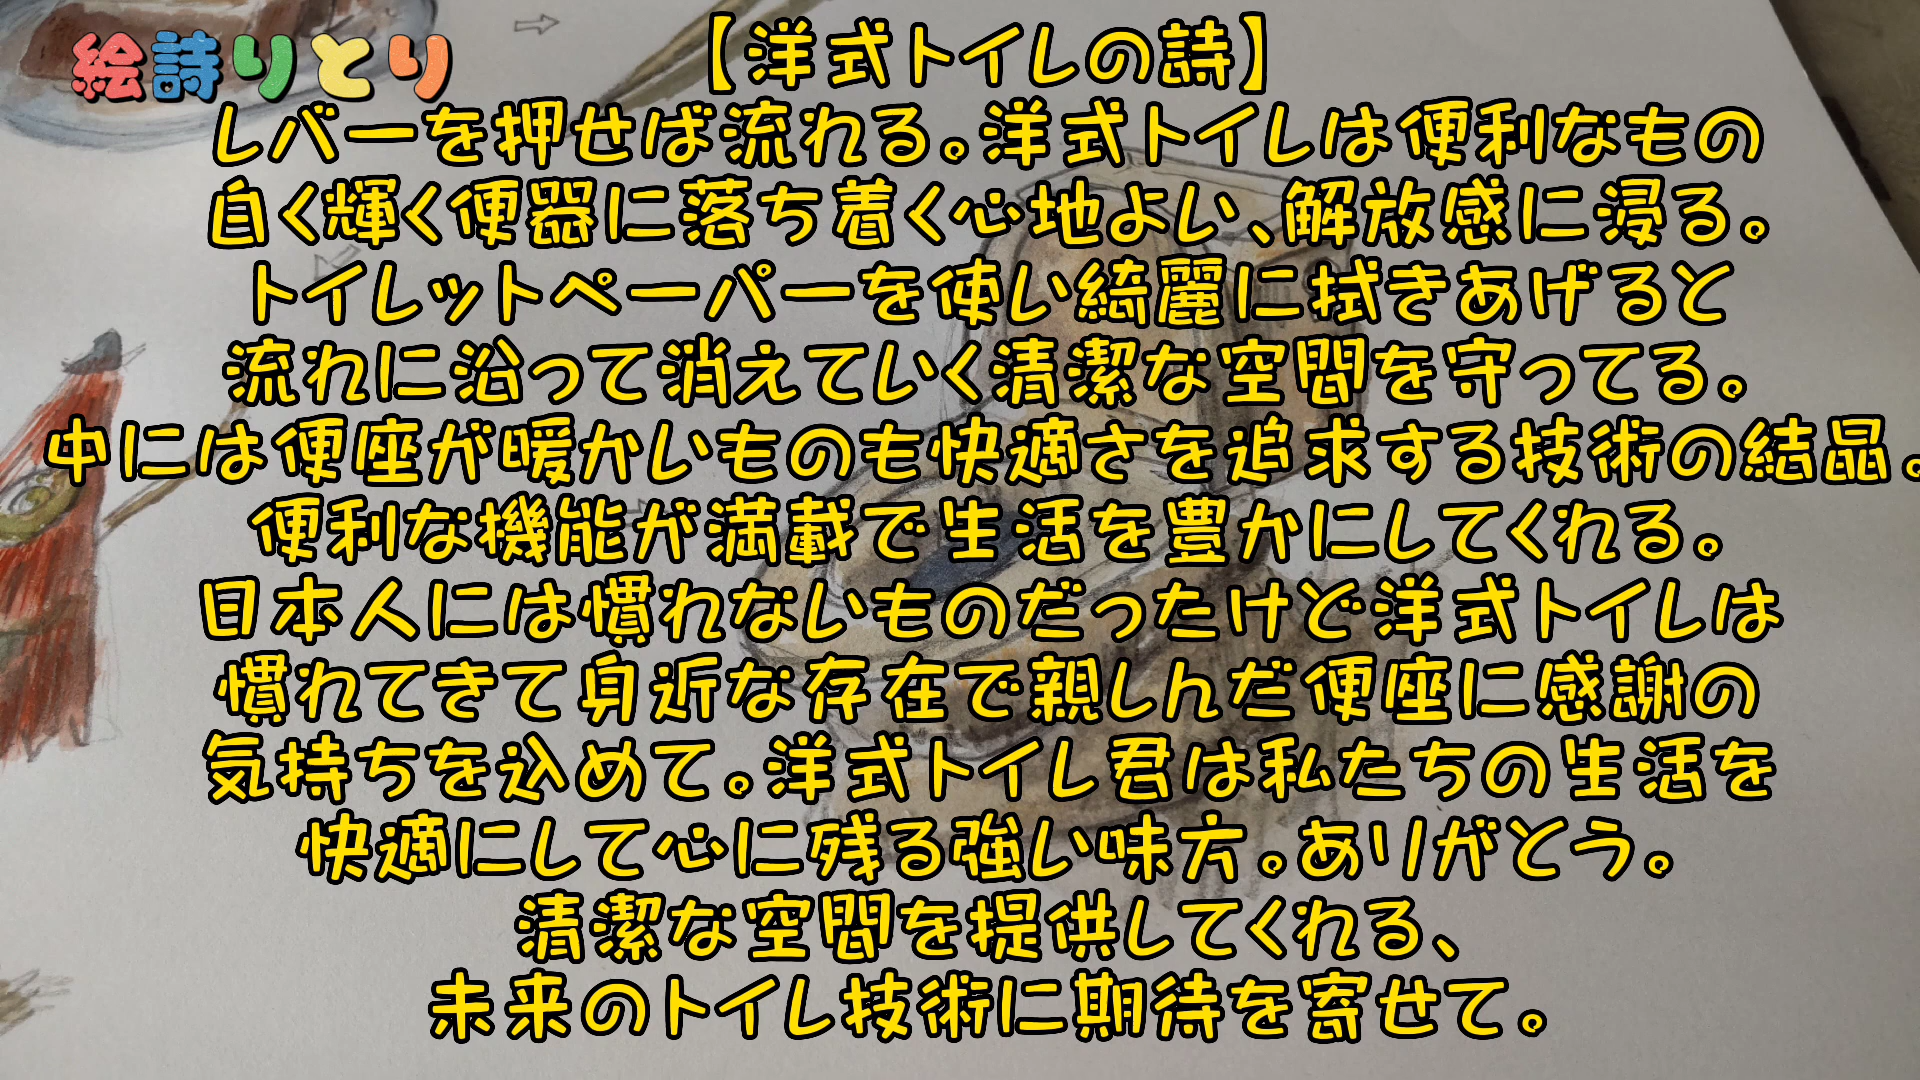 絵詩りとり
【洋式トイレの詩】
レバーを押せば流れる。洋式トイレは便利なもの
白く輝く便器に落ち着く心地よい、解放感に浸る。
トイレットペーパーを使い綺麗に拭きあげると
流れに沿って消えていく清潔な空間を守ってる。
中には便座が暖かいものも快適さを追求する技術の結晶。
便利な機能が満載で生活を豊かにしてくれる。
日本人には慣れないものだったけど洋式トイレは
慣れてきて身近な存在で親しんだ便座に感謝の
気持ちを込めて。洋式トイレ君は私たちの生活を
快適にして心に残る強い味方。ありがとう。
清潔な空間を提供してくれる、
未来のトイレ技術に期待を寄せて。